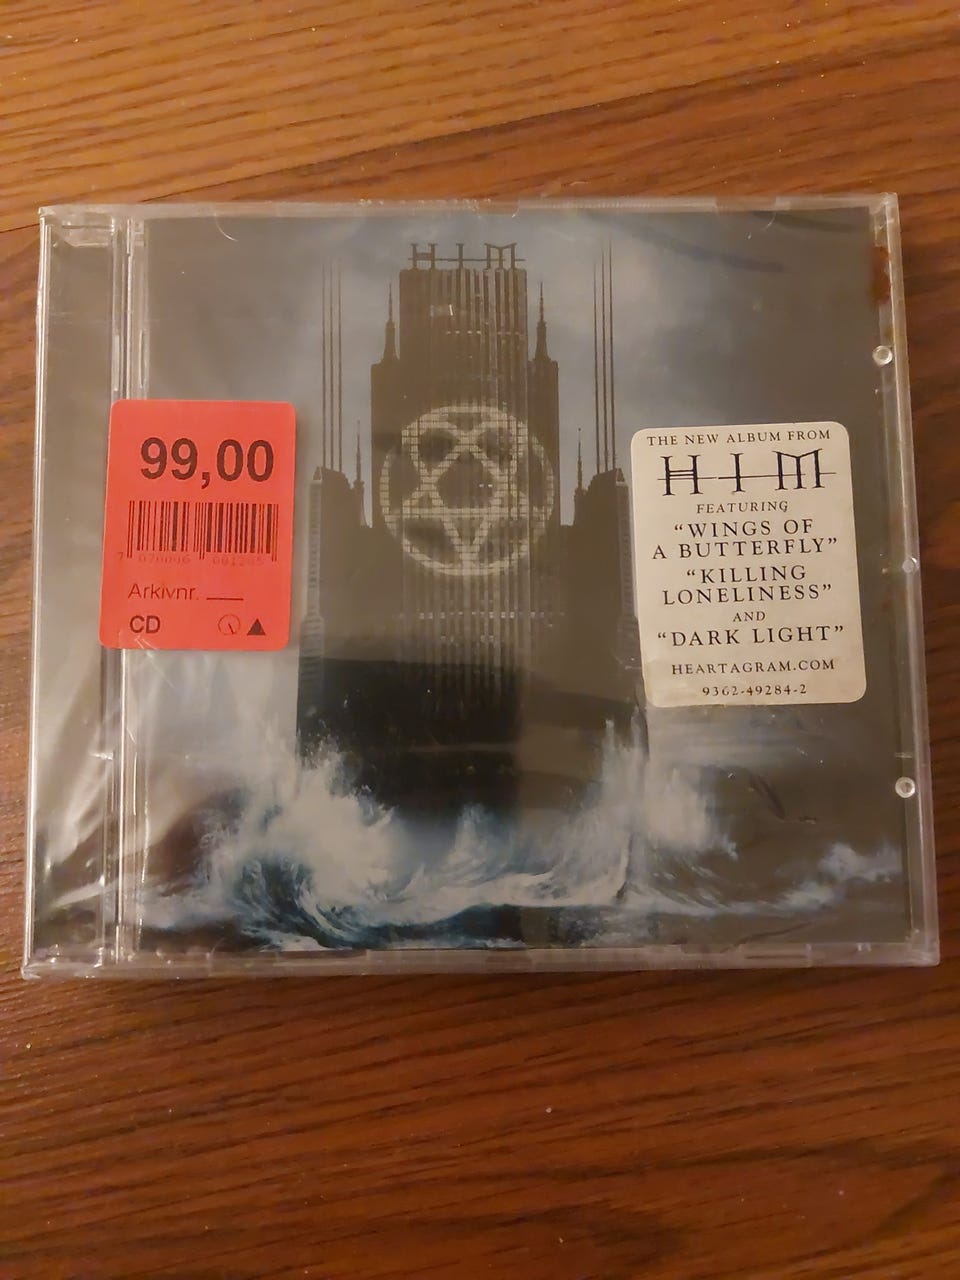 HIM
99,00
Arkivnr. ___
CD
THE NEW ALBUM FROM
HIM
FEATURING
“WINGS OF
A BUTTERFLY”
“KILLING
LONELINESS”
AND
“DARK LIGHT”
HEARTAGRAM.COM
9362-49284-2